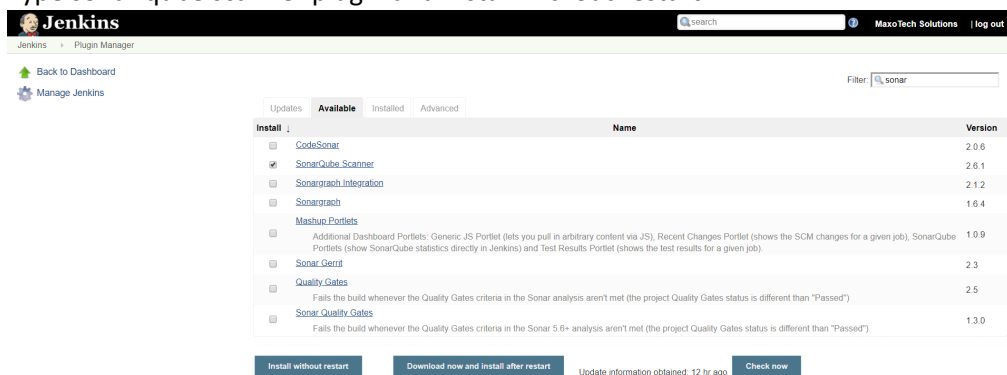 Jenkins
search
MaxoTech Solutions | log out
Jenkins Plugin Manager
Back to Dashboard
Manage Jenkins
Filter: sonar
Updates Available Installed Advanced
Install ↓ Name Version
CodeSonar 2.0.6
SonarQube Scanner 2.6.1
Sonargraph Integration 2.1.2
Sonargraph 1.6.4
Mashup Portlets
Additional Dashboard Portlets: Generic JS Portlet (lets you pull in arbitrary content via JS), Recent Changes Portlet (shows the SCM changes for a given job), SonarQube 1.0.9
Portlets (show SonarQube statistics directly in Jenkins) and Test Results Portlet (shows the test results for a given job).
Sonar Gerrit 2.3
Quality Gates
Fails the build whenever the Quality Gates criteria in the Sonar analysis aren't met (the project Quality Gates status is different than "Passed") 2.5
Sonar Quality Gates
Fails the build whenever the Quality Gates criteria in the Sonar 5.6+ analysis aren't met (the project Quality Gates status is different than "Passed") 1.3.0
Install without restart Download now and install after restart Update information obtained: 12 hr ago Check now